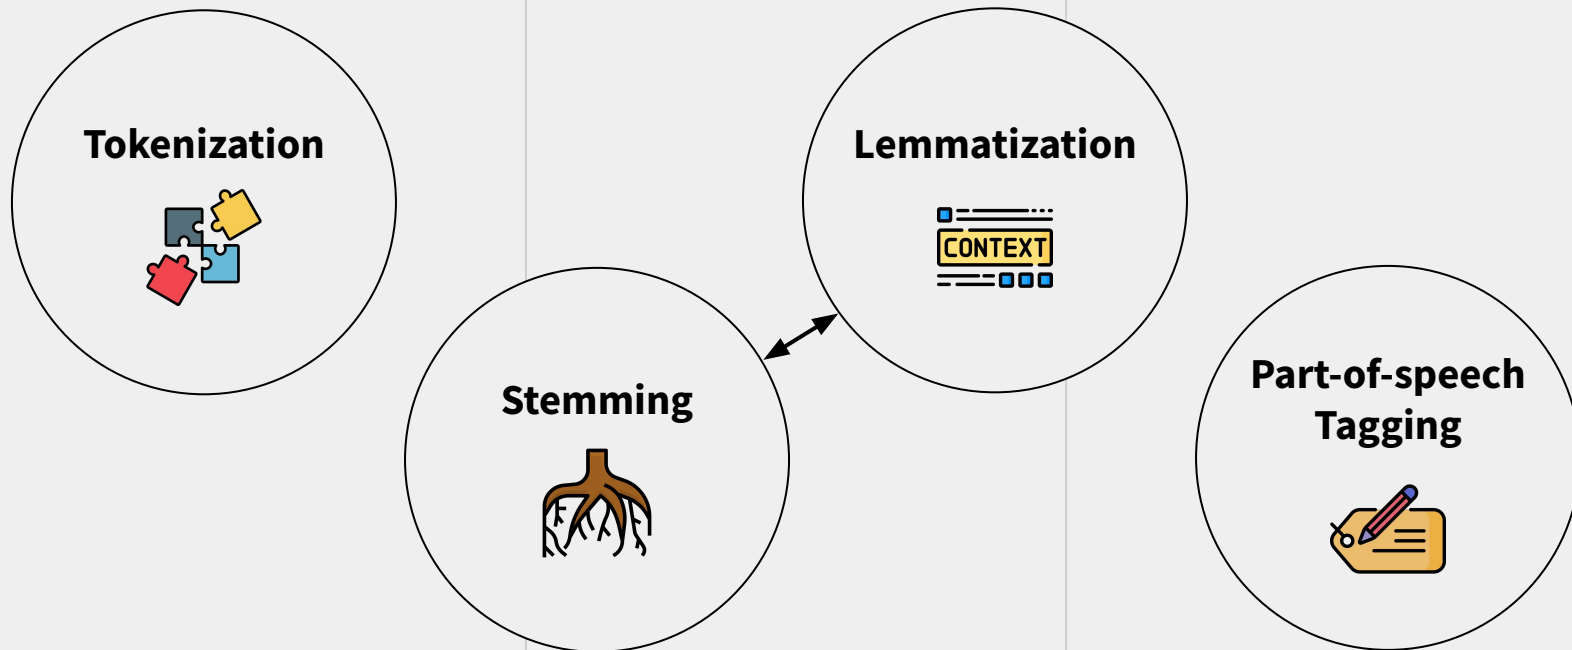 Tokenization
Stemming
Lemmatization
CONTEXT
Part-of-speech
Tagging